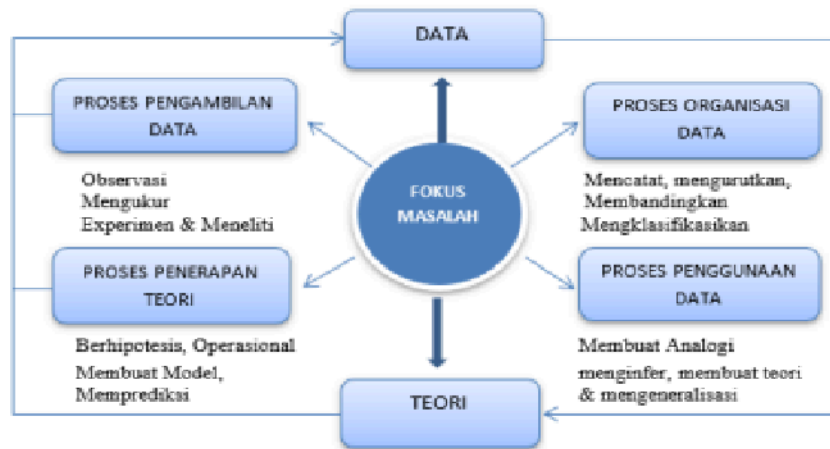 DATA
PROSES PENGAMBILAN
DATA
Observasi
Mengukur
Experimen & Meneliti
PROSES ORGANISASI
DATA
Mencatat, mengurutkan,
Membandingkan
Mengklasifikasikan
FOKUS
MASALAH
PROSES PENERAPAN
TEORI
Berhipotesis, Operasional
Membuat Model,
Memprediksi
PROSES PENGGUNAAN
DATA
Membuat Analogi
menginfer, membuat teori
& mengeneralisasi
TEORI